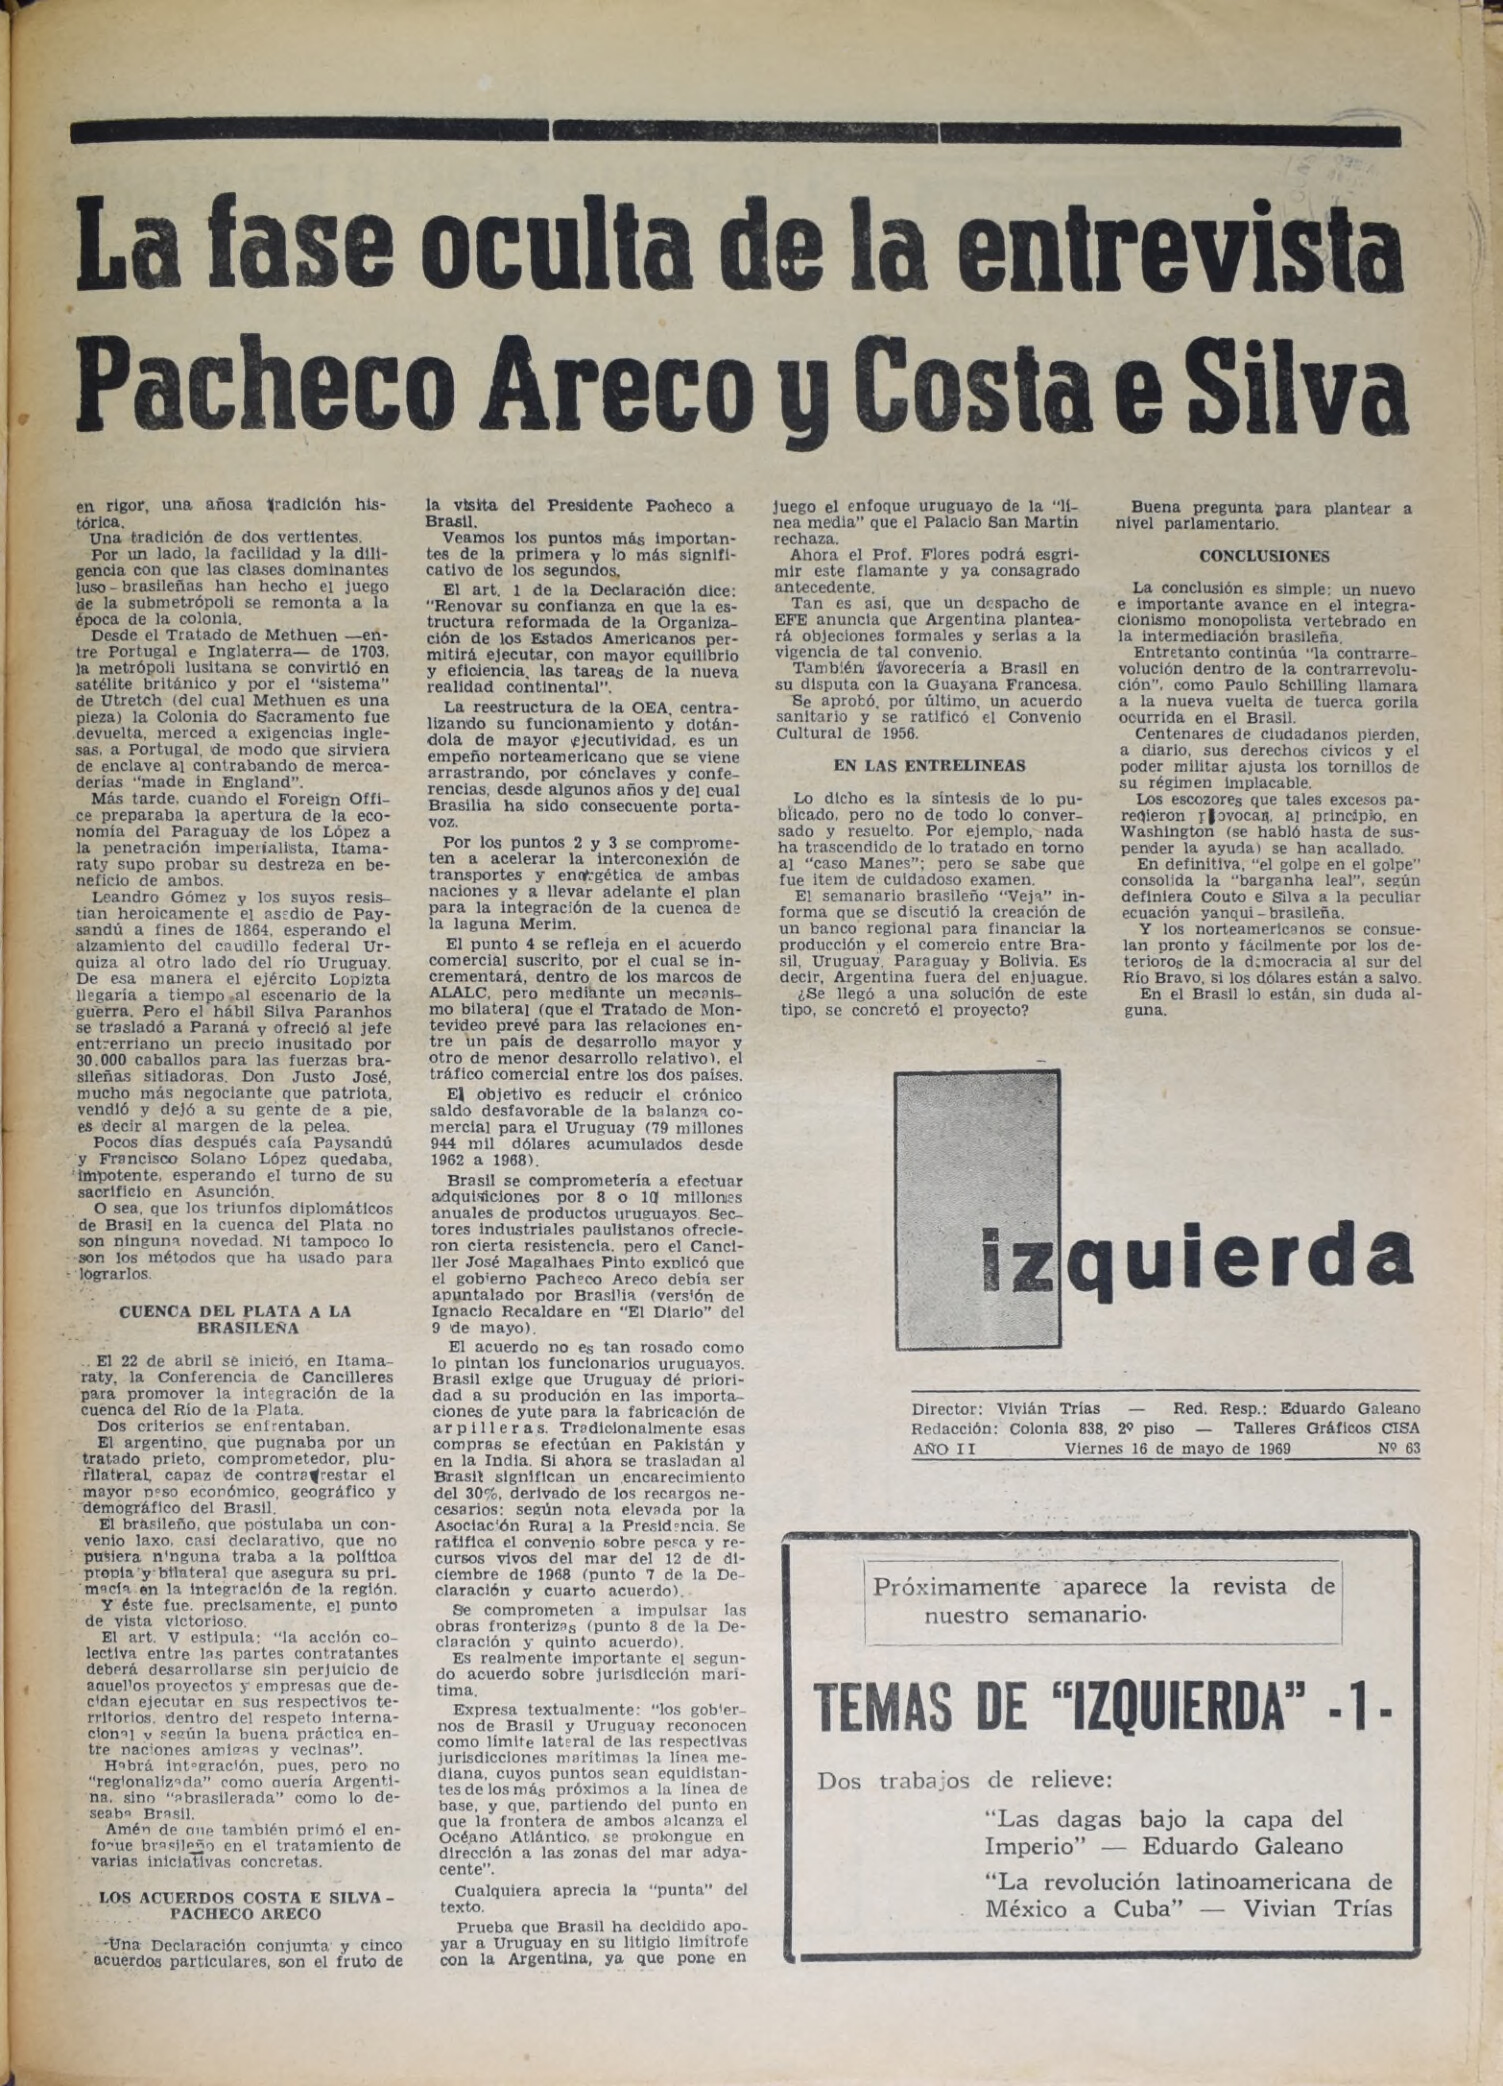 La fase oculta de la entrevista
Pacheco Areco y Costa e Silva
en rigor, una añosa tradición his-
tórica.
Una tradición de dos vertientes.
Por un lado, la facilidad y la dili-
gencia con que las clases dominantes
luso - brasileñas han hecho el juego
de la submetrópoli se remonta a la
época de la colonia.
Desde el Tratado de Methuen —en-
tre Portugal e Inglaterra— de 1703,
la metrópoli lusitana se convirtió en
satélite británico y por el "sistema"
de Utretch (del cual Methuen es una
pieza) la Colonia do Sacramento fue
devuelta, merced a exigencias ingle-
sas, a Portugal, de modo que sirviera
de enclave al contrabando de merca-
derías "made in England".
Más tarde, cuando el Foreign Offi-
ce preparaba la apertura de la eco-
nomía del Paraguay de los López a
la penetración imperialista, Itama-
raty supo probar su destreza en be-
neficio de ambos.
Leandro Gómez y los suyos resis-
tían heroicamente el asedio de Pay-
sandú a fines de 1864, esperando el
alzamiento del caudillo federal Ur-
quiza al otro lado del río Uruguay.
De esa manera el ejército Lopizta
llegaría a tiempo al escenario de la
guerra. Pero el hábil Silva Paranhos
se trasladó a Paraná y ofreció al jefe
entrerriano un precio inusitado por
30.000 caballos para las fuerzas bra-
sileñas sitiadoras. Don Justo José,
mucho más negociante que patriota,
vendió y dejó a su gente de a pie,
es decir al margen de la pelea.
Pocos días después caía Paysandú
y Francisco Solano López quedaba,
impotente, esperando el turno de su
sacrificio en Asunción.
O sea, que los triunfos diplomáticos
de Brasil en la cuenca del Plata no
son ninguna novedad. Ni tampoco lo
son los métodos que ha usado para
lograrlos.
CUENCA DEL PLATA A LA
BRASILEÑA
El 22 de abril se inició, en Itama-
raty, la Conferencia de Cancilleres
para promover la integración de la
cuenca del Río de la Plata.
Dos criterios se enfrentaban.
El argentino, que pugnaba por un
tratado prieto, comprometedor, plu-
rilateral, capaz de contrarrestar el
mayor peso económico, geográfico y
demográfico del Brasil.
El brasileño, que postulaba un con-
venio laxo, casi declarativo, que no
pusiera ninguna traba a la política
propia y bilateral que asegura su pri-
macía en la integración de la región.
Y éste fue, precisamente, el punto
de vista victorioso.
El art. V estipula: "la acción co-
lectiva entre las partes contratantes
deberá desarrollarse sin perjuicio de
aquellos proyectos y empresas que de-
cidan ejecutar en sus respectivos te-
rritorios, dentro del respeto interna-
cional y según la buena práctica en-
tre naciones amigas y vecinas".
Habrá integración, pues, pero no
"regionalizada" como quería Argenti-
na, sino "abrasilerada" como lo de-
seaba Brasil.
Amén de que también primó el en-
foque brasileño en el tratamiento de
varias iniciativas concretas.
LOS ACUERDOS COSTA E SILVA -
PACHECO ARECO
Una Declaración conjunta y cinco
acuerdos particulares, son el fruto de
la visita del Presidente Pacheco a
Brasil.
Veamos los puntos más importan-
tes de la primera y lo más signifi-
cativo de los segundos.
El art. 1 de la Declaración dice:
"Renovar su confianza en que la es-
tructura reformada de la Organiza-
ción de los Estados Americanos per-
mitirá ejecutar, con mayor equilibrio
y eficiencia, las tareas de la nueva
realidad continental".
La reestructura de la OEA, centra-
lizando su funcionamiento y dotán-
dola de mayor ejecutividad, es un
empeño norteamericano que se viene
arrastrando, por cónclaves y confe-
rencias, desde algunos años y del cual
Brasilia ha sido consecuente porta-
voz.
Por los puntos 2 y 3 se comprome-
ten a acelerar la interconexión de
transportes y energética de ambas
naciones y a llevar adelante el plan
para la integración de la cuenca de
la laguna Merim.
El punto 4 se refleja en el acuerdo
comercial suscrito, por el cual se in-
crementará, dentro de los marcos de
ALALC, pero mediante un mecanis-
mo bilateral (que el Tratado de Mon-
tevideo prevé para las relaciones en-
tre un país de desarrollo mayor y
otro de menor desarrollo relativo), el
tráfico comercial entre los dos países.
El objetivo es reducir el crónico
saldo desfavorable de la balanza co-
mercial para el Uruguay (79 millones
944 mil dólares acumulados desde
1962 a 1968).
Brasil se comprometería a efectuar
adquisiciones por 8 o 10 millones
anuales de productos uruguayos. Sec-
tores industriales paulistanos ofrecie-
ron cierta resistencia, pero el Canci-
ller José Magalhaes Pinto explicó que
el gobierno Pacheco Areco debía ser
apuntalado por Brasilia (versión de
Ignacio Recaldare en "El Diario" del
9 de mayo).
El acuerdo no es tan rosado como
lo pintan los funcionarios uruguayos.
Brasil exige que Uruguay dé priori-
dad a su produción en las importa-
ciones de yute para la fabricación de
arpilleras. Tradicionalmente esas
compras se efectúan en Pakistán y
en la India. Si ahora se trasladan al
Brasil significan un encarecimiento
del 30%, derivado de los recargos ne-
cesarios; según nota elevada por la
Asociación Rural a la Presidencia. Se
ratifica el convenio sobre pesca y re-
cursos vivos del mar del 12 de di-
ciembre de 1968 (punto 7 de la De-
claración y cuarto acuerdo).
Se comprometen a impulsar las
obras fronterizas (punto 8 de la De-
claración y quinto acuerdo).
Es realmente importante el segun-
do acuerdo sobre jurisdicción marí-
tima.
Expresa textualmente: "los gobier-
nos de Brasil y Uruguay reconocen
como límite lateral de las respectivas
jurisdicciones marítimas la línea me-
diana, cuyos puntos sean equidistan-
tes de los más próximos a la línea de
base, y que, partiendo del punto en
que la frontera de ambos alcanza el
Océano Atlántico, se prolongue en
dirección a las zonas del mar adya-
cente".
Cualquiera aprecia la "punta" del
texto.
Prueba que Brasil ha decidido apo-
yar a Uruguay en su litigio limítrofe
con la Argentina, ya que pone en
juego el enfoque uruguayo de la "lí-
nea media" que el Palacio San Martín
rechaza.
Ahora el Prof. Flores podrá esgri-
mir este flamante y ya consagrado
antecedente.
Tan es así, que un despacho de
EFE anuncia que Argentina plantea-
rá objeciones formales y serias a la
vigencia de tal convenio.
También favorecería a Brasil en
su disputa con la Guayana Francesa.
Se aprobó, por último, un acuerdo
sanitario y se ratificó el Convenio
Cultural de 1956.
EN LAS ENTRELINEAS
Lo dicho es la síntesis de lo pu-
blicado, pero no de todo lo conver-
sado y resuelto. Por ejemplo, nada
ha trascendido de lo tratado en torno
al "caso Manes"; pero se sabe que
fue item de cuidadoso examen.
El semanario brasileño "Veja" in-
forma que se discutió la creación de
un banco regional para financiar la
producción y el comercio entre Bra-
sil, Uruguay, Paraguay y Bolivia. Es
decir, Argentina fuera del enjuague.
¿Se llegó a una solución de este
tipo, se concretó el proyecto?
Buena pregunta para plantear a
nivel parlamentario.
CONCLUSIONES
La conclusión es simple: un nuevo
e importante avance en el integra-
cionismo monopolista vertebrado en
la intermediación brasileña.
Entretanto continúa "la contrarre-
volución dentro de la contrarrevolu-
ción", como Paulo Schilling llamara
a la nueva vuelta de tuerca gorila
ocurrida en el Brasil.
Centenares de ciudadanos pierden,
a diario, sus derechos cívicos y el
poder militar ajusta los tornillos de
su régimen implacable.
Los escozores que tales excesos pa-
recieron provocar, al principio, en
Washington (se habló hasta de sus-
pender la ayuda) se han acallado.
En definitiva, "el golpe en el golpe"
consolida la "barganha leal", según
definiera Couto e Silva a la peculiar
ecuación yanqui - brasileña.
Y los norteamericanos se consue-
lan pronto y fácilmente por los de-
terioros de la democracia al sur del
Río Bravo, si los dólares están a salvo.
En el Brasil lo están, sin duda al-
guna.
izquierda
Director: Vivián Trías — Red. Resp.: Eduardo Galeano
Redacción: Colonia 838, 2º piso — Talleres Gráficos CISA
AÑO II Viernes 16 de mayo de 1969 Nº 63
Próximamente aparece la revista de
nuestro semanario.
TEMAS DE "IZQUIERDA" -1-
Dos trabajos de relieve:
"Las dagas bajo la capa del
Imperio" — Eduardo Galeano
"La revolución latinoamericana de
México a Cuba" — Vivian Trías